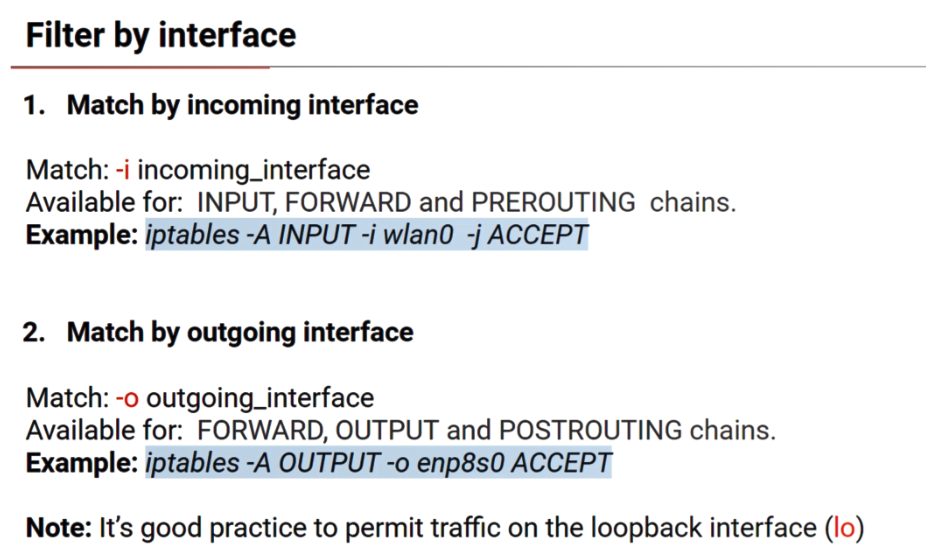 Filter by interface
1. Match by incoming interface
Match: -i incoming_interface
Available for: INPUT, FORWARD and PREROUTING chains.
Example: iptables -A INPUT -i wlan0 -j ACCEPT
2. Match by outgoing interface
Match: -o outgoing_interface
Available for: FORWARD, OUTPUT and POSTROUTING chains.
Example: iptables -A OUTPUT -o enp8s0 ACCEPT
Note: It’s good practice to permit traffic on the loopback interface (lo)